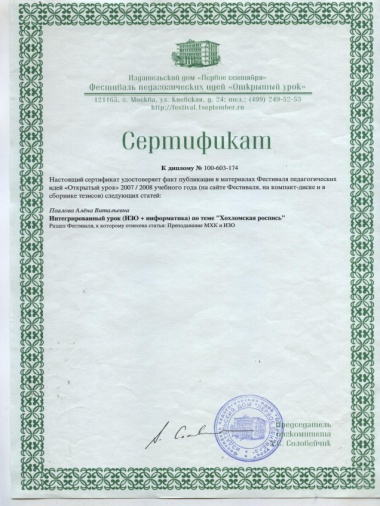 Издательский дом «Первое сентября»
Фестиваль педагогических идей «Открытый урок»
121165, г. Москва, ул. Киевская, д. 24; тел.: (499) 249-52-53
http://festival.1september.ru
Сертификат
К диплому № 100-603-174
Настоящий сертификат удостоверяет факт публикации в материалах Фестиваля педагогических
идей «Открытый урок» 2007 / 2008 учебного года (на сайте Фестиваля, на компакт-диске и в
сборнике тезисов) следующих статей:
Павлова Алёна Витальевна
Интегрированный урок (ИЗО + информатика) по теме "Хохломская роспись"
Раздел Фестиваля, к которому отнесена статья: Преподавание МХК и ИЗО
Председатель
Оргкомитета
Соловейчик